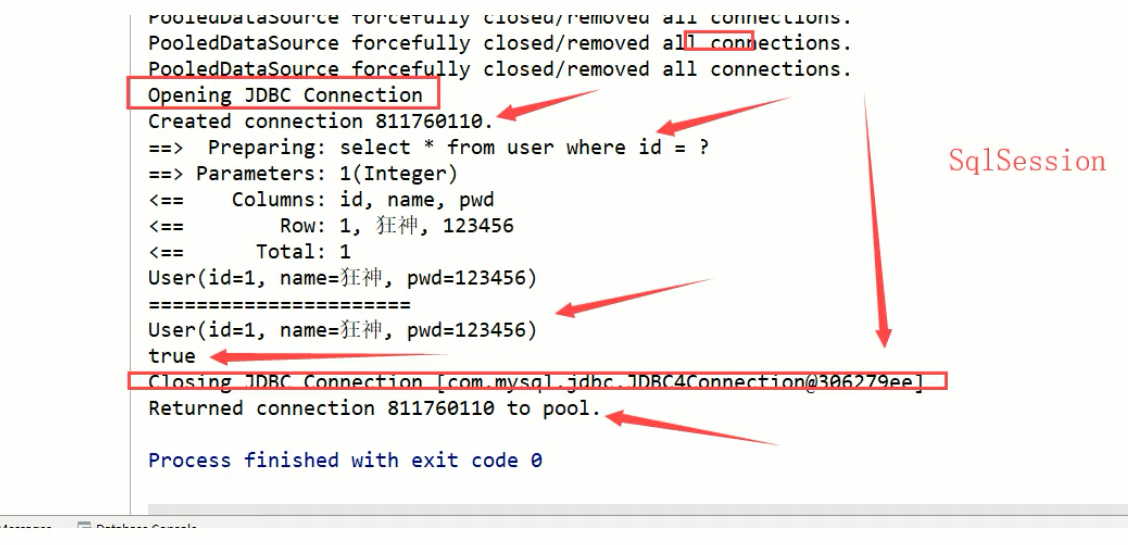 PooledDataSource forcefully closed/removed all connections.
PooledDataSource forcefully closed/removed all connections.
PooledDataSource forcefully closed/removed all connections.
Opening JDBC Connection
Created connection 811760110.
==>  Preparing: select * from user where id = ?
==> Parameters: 1(Integer)
<==    Columns: id, name, pwd
<==        Row: 1, 狂神, 123456
<==      Total: 1
User(id=1, name=狂神, pwd=123456)
======================
User(id=1, name=狂神, pwd=123456)
true
Closing JDBC Connection [com.mysql.jdbc.JDBC4Connection@306279ee]
Returned connection 811760110 to pool.
Process finished with exit code 0
SqlSession
Messages
Database Console